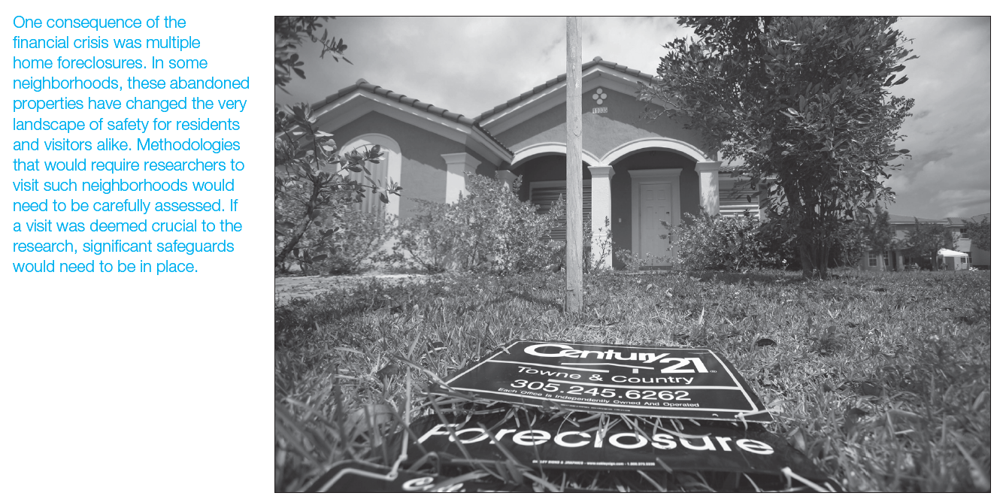 One consequence of the
financial crisis was multiple
home foreclosures. In some
neighborhoods, these abandoned
properties have changed the very
landscape of safety for residents
and visitors alike. Methodologies
that would require researchers to
visit such neighborhoods would
need to be carefully assessed. If
a visit was deemed crucial to the
research, significant safeguards
would need to be in place.
Century 21®
Towne & Country
305.245.6262
Each Office Is Independently Owned And Operated
Foreclosure